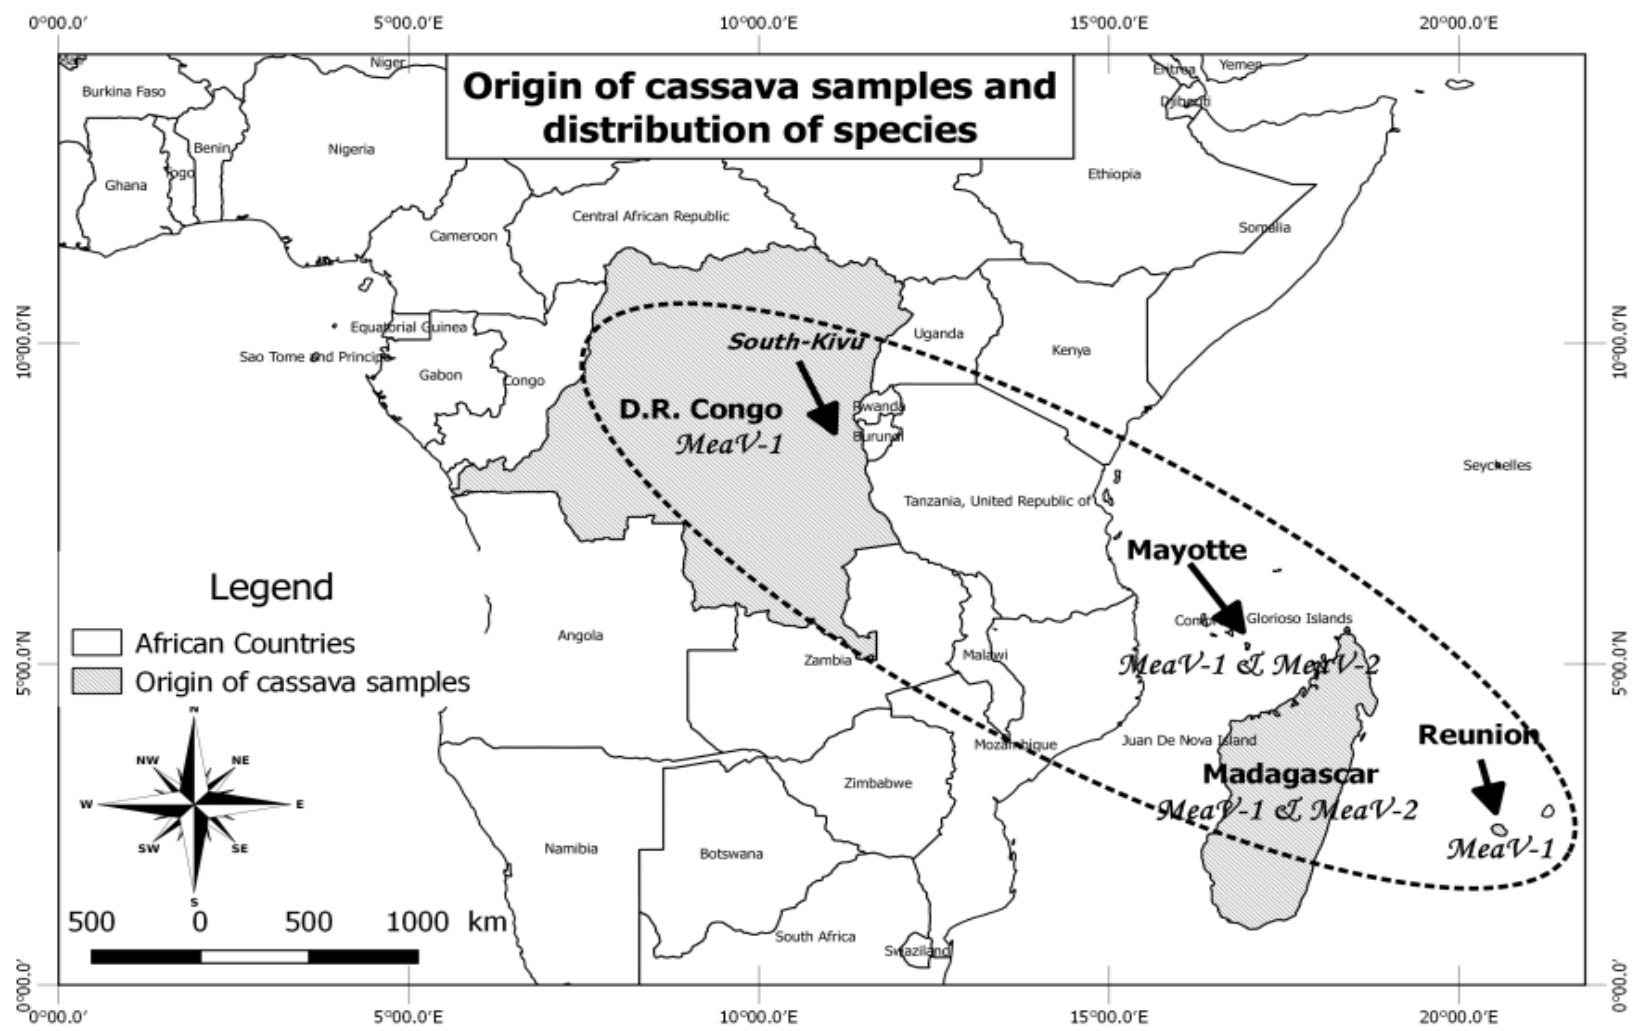 0°00.0′ 5°00.0′E 10°00.0′E 15°00.0′E 20°00.0′E
Origin of cassava samples and
distribution of species
Niger
Burkina Faso
Benin
Nigeria
Togo
Ghana
Eritrea
Yemen
Djibouti
Ethiopia
Somalia
Central African Republic
Cameroon
Equatorial Guinea
Sao Tome and Principe
Gabon
Congo
Uganda
Kenya
South-Kivu
D.R. Congo
MeaV-1
Rwanda
Burundi
Seychelles
Tanzania, United Republic of
Mayotte
Glorioso Islands
MeaV-1 & MeaV-2
Angola
Zambia
Malawi
Mozambique
Juan De Nova Island
Reunion
MeaV-1
Madagascar
MeaV-1 & MeaV-2
Zimbabwe
Namibia
Botswana
South Africa
Swaziland
Legend
African Countries
Origin of cassava samples
N
NW NE
W E
SW SE
S
500 0 500 1000 km
10°00.0′N 10°00.0′N
5°00.0′N 5°00.0′N
0°00.0′ 0°00.0′
0°00.0′ 5°00.0′E 10°00.0′E 15°00.0′E 20°00.0′E